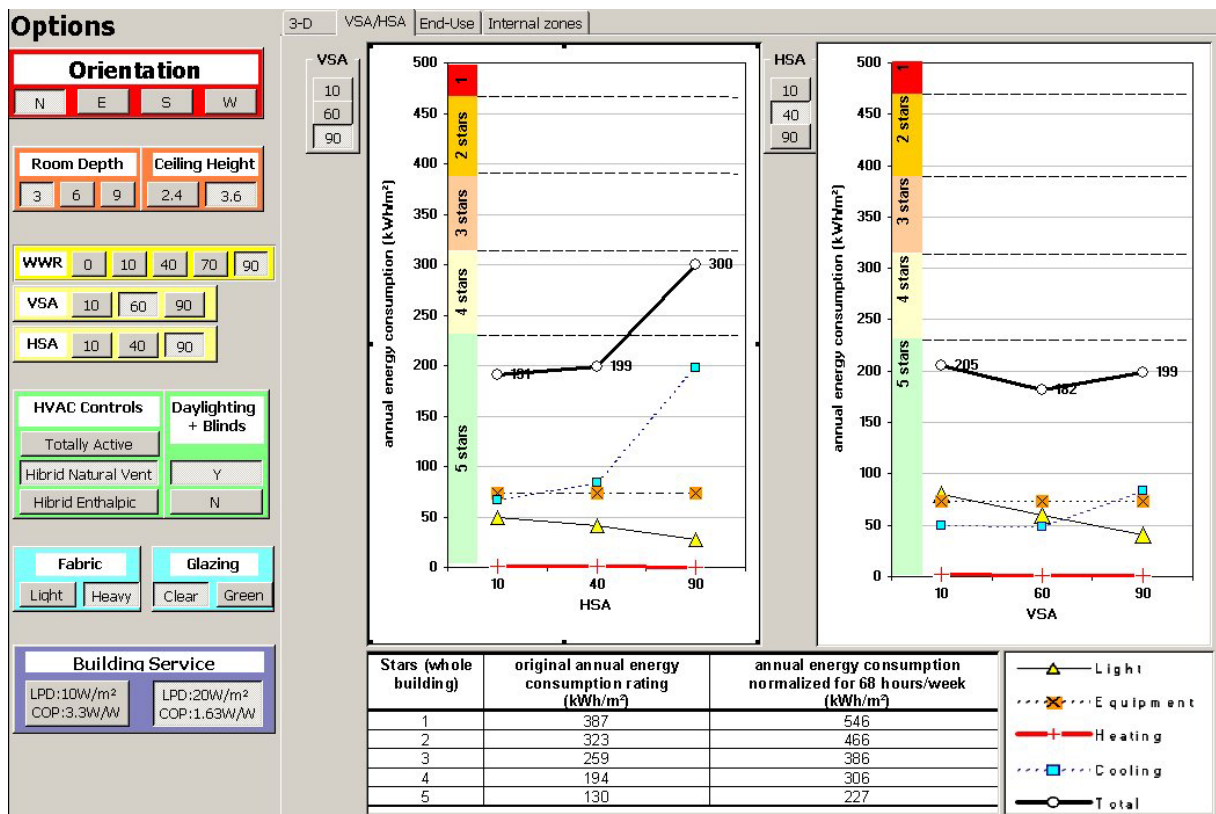 Options
Orientation
N E S W
Room Depth Ceiling Height
3 6 9 2.4 3.6
WWR 0 10 40 70 90
VSA 10 60 90
HSA 10 40 90
HVAC Controls
Totally Active
Hibrid Natural Vent
Hibrid Enthalpic
Daylighting
+ Blinds
Y
N
Fabric
Light Heavy
Glazing
Clear Green
Building Service
LPD:10W/m²
COP:3.3W/W
LPD:20W/m²
COP:1.63W/W
3-D VSA/HSA End-Use Internal zones
VSA
10
60
90
annual energy consumption (kWh/m²)
500
450
400
350
300
250
200
150
100
50
0
1
2 stars
3 stars
4 stars
5 stars
191
199
300
10 40 90
HSA
HSA
10
40
90
annual energy consumption (kWh/m²)
500
450
400
350
300
250
200
150
100
50
0
1
2 stars
3 stars
4 stars
5 stars
205
182
199
10 60 90
VSA
Stars (whole building) original annual energy consumption rating (kWh/m²) annual energy consumption normalized for 68 hours/week (kWh/m²)
1 387 546
2 323 466
3 259 386
4 194 306
5 130 227
Light
Equipment
Heating
Cooling
Total